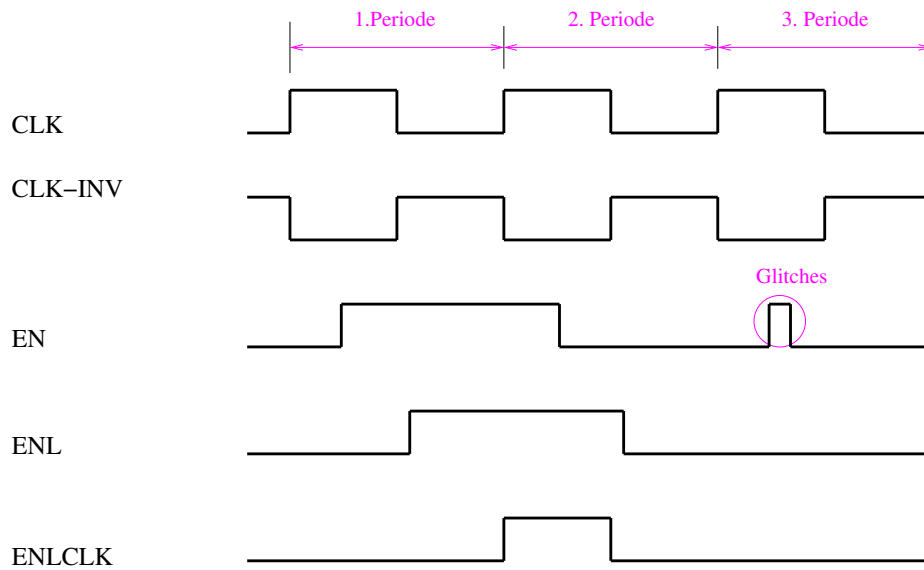 1.Periode
2. Periode
3. Periode
CLK
CLK−INV
Glitches
EN
ENL
ENLCLK